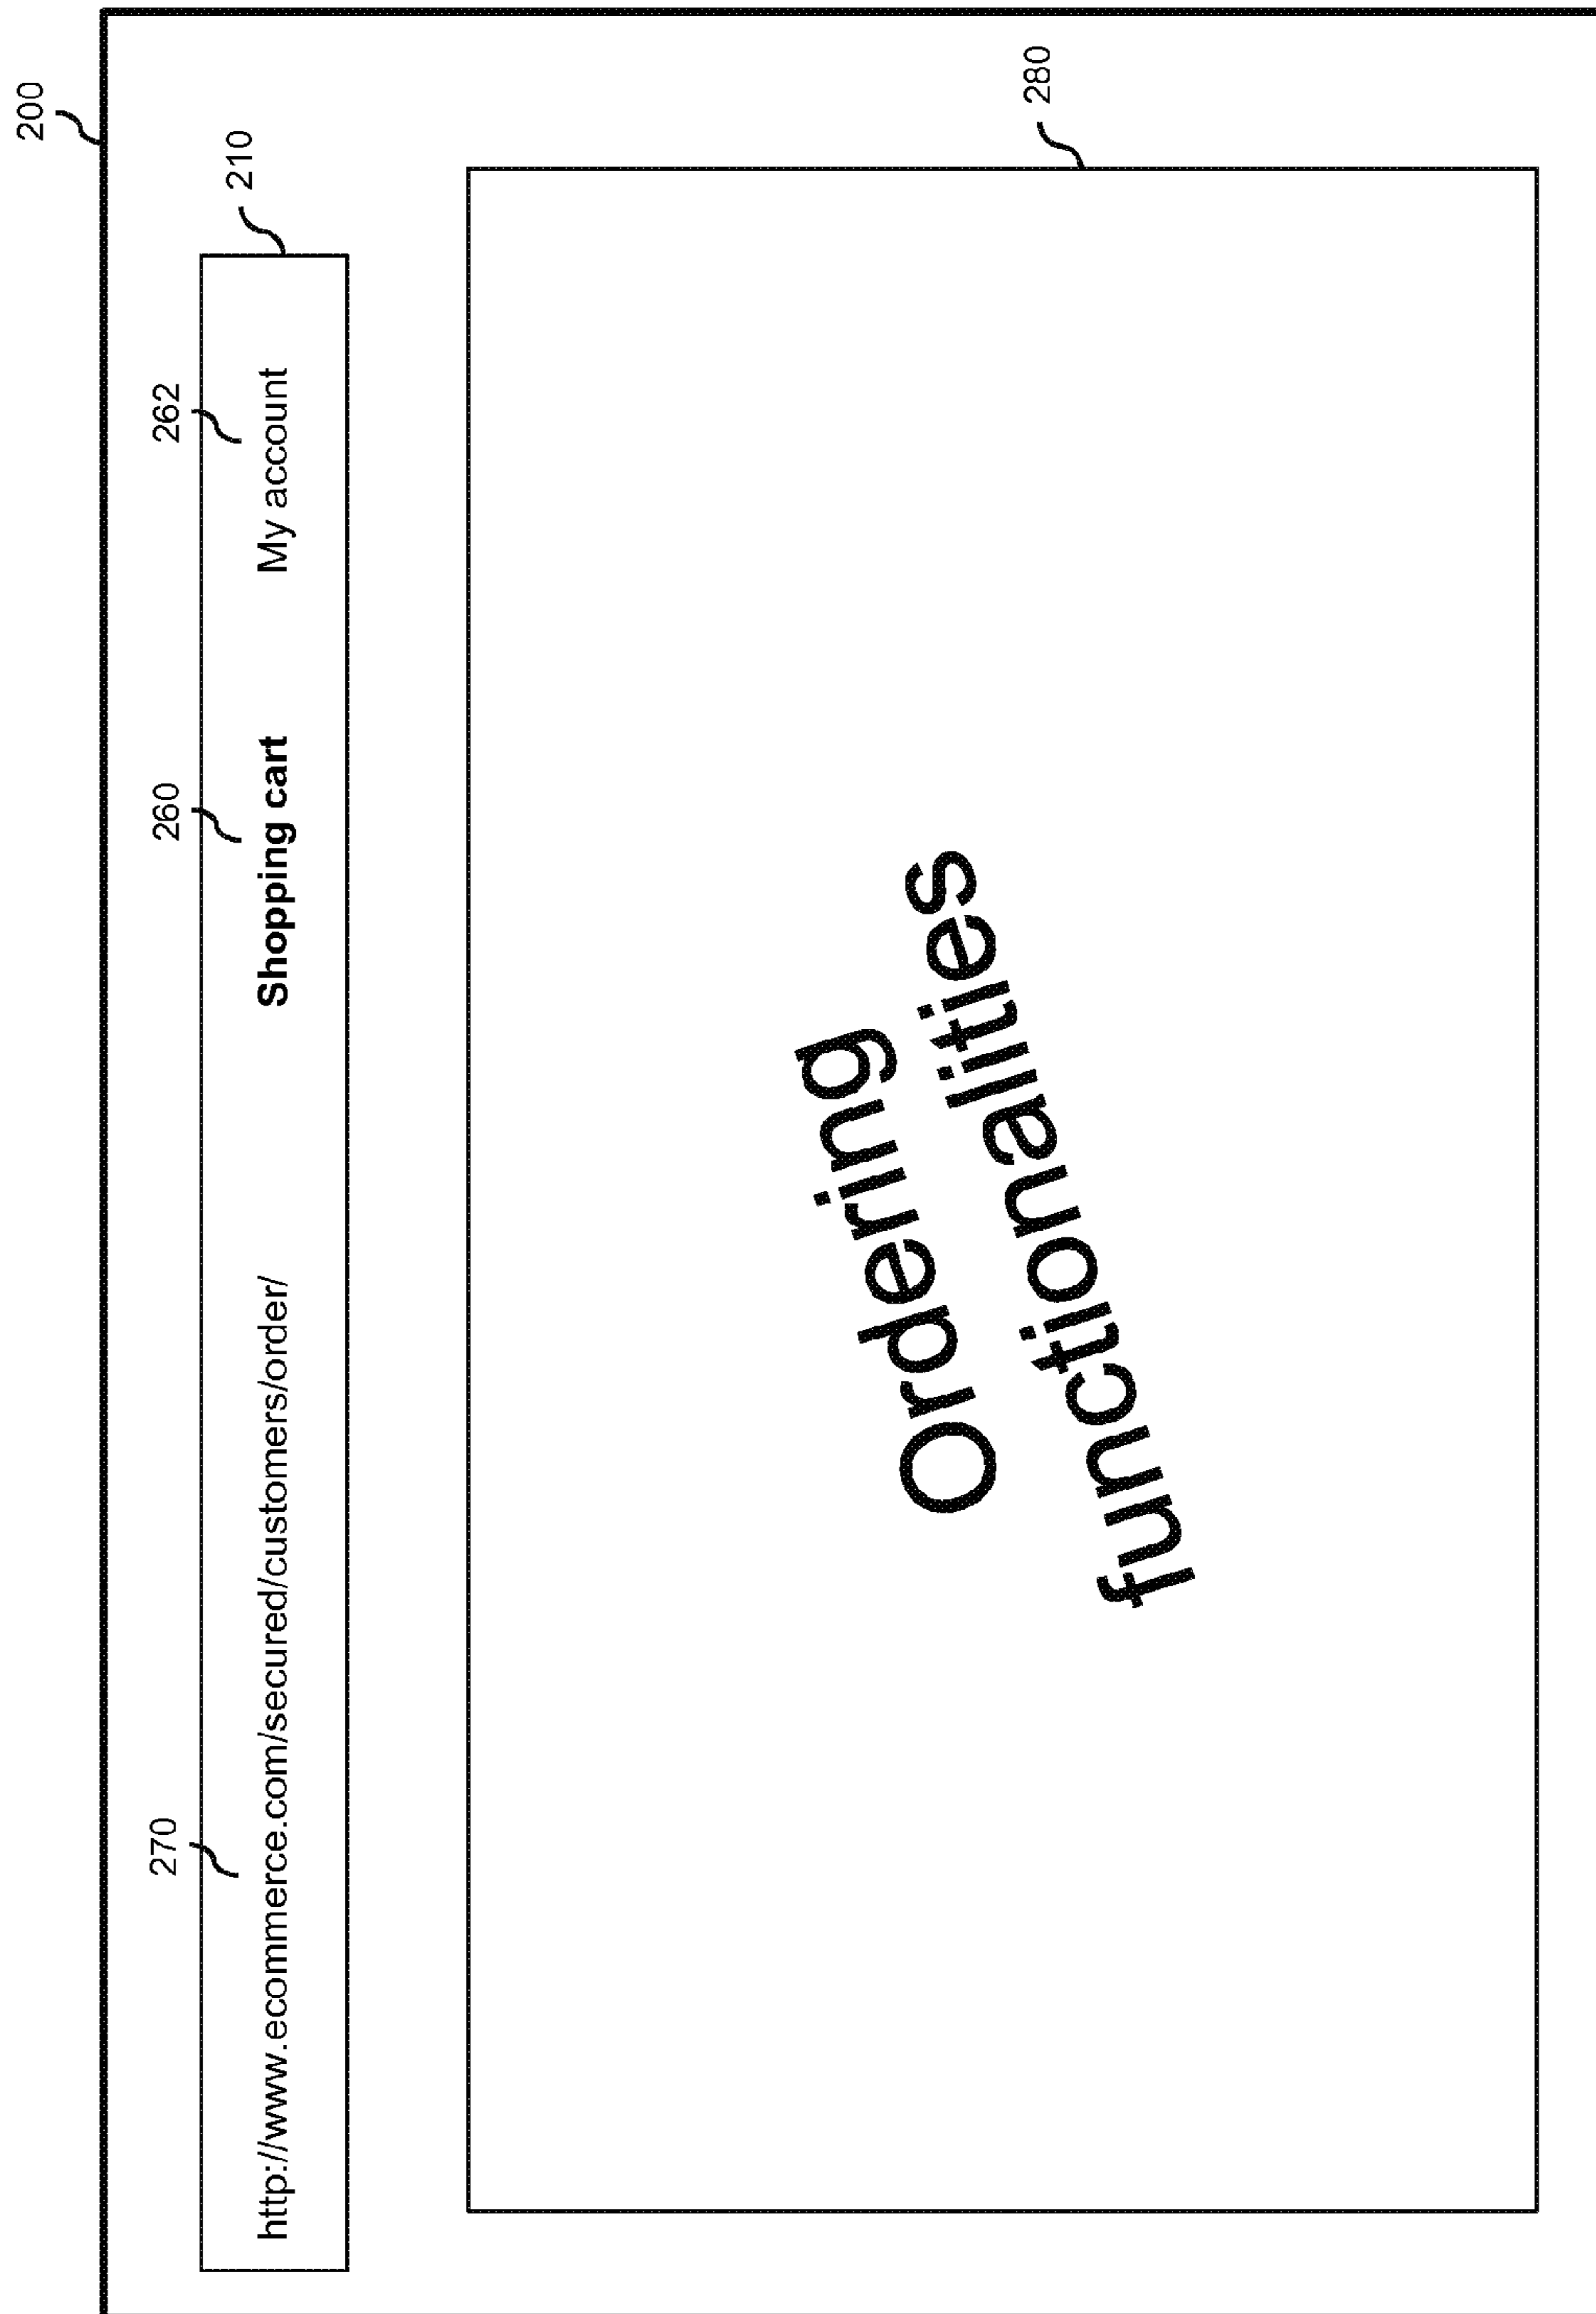 200
210
270
260
262
http://www.ecommerce.com/secured/customers/order/
Shopping cart
My account
280
Ordering
functionalities